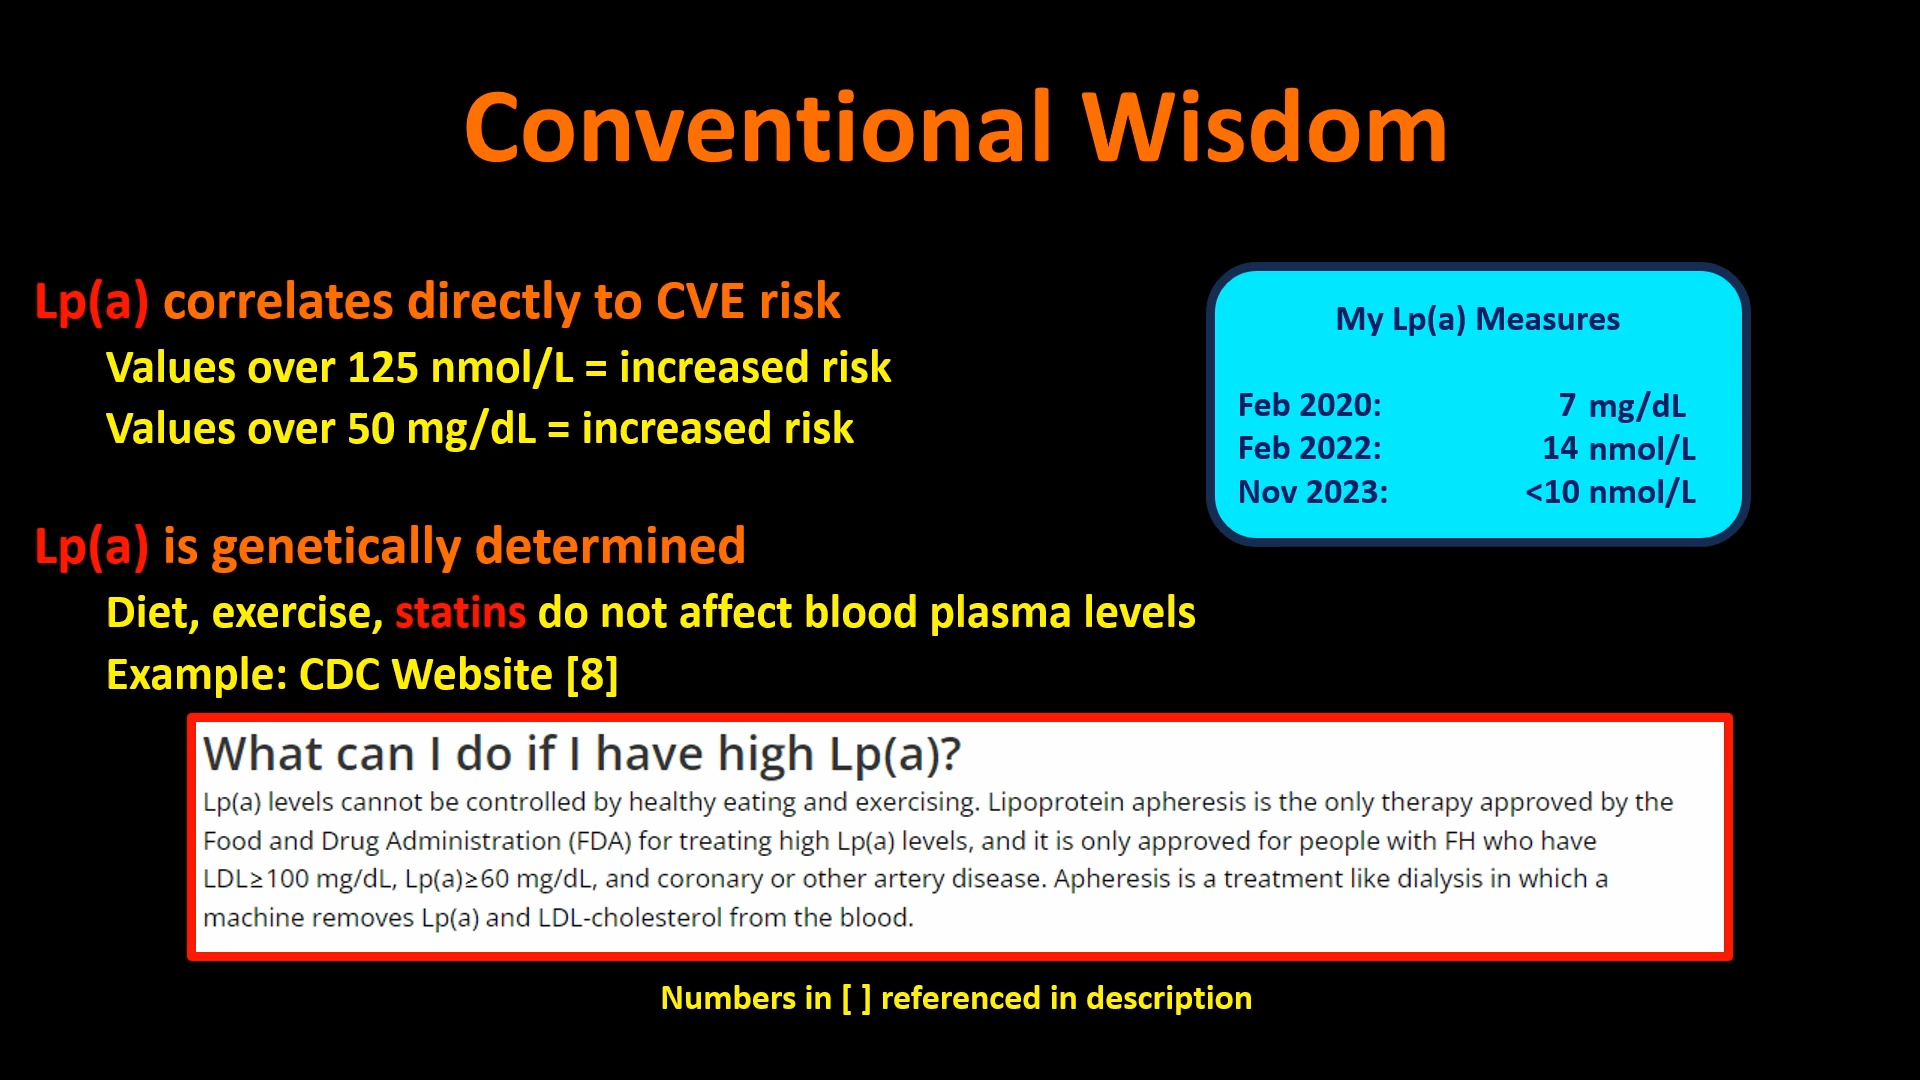 Conventional Wisdom
Lp(a) correlates directly to CVE risk
Values over 125 nmol/L = increased risk
Values over 50 mg/dL = increased risk
My Lp(a) Measures
Feb 2020: 7 mg/dL
Feb 2022: 14 nmol/L
Nov 2023: <10 nmol/L
Lp(a) is genetically determined
Diet, exercise, statins do not affect blood plasma levels
Example: CDC Website [8]
What can I do if I have high Lp(a)?
Lp(a) levels cannot be controlled by healthy eating and exercising. Lipoprotein apheresis is the only therapy approved by the
Food and Drug Administration (FDA) for treating high Lp(a) levels, and it is only approved for people with FH who have
LDL≥100 mg/dL, Lp(a)≥60 mg/dL, and coronary or other artery disease. Apheresis is a treatment like dialysis in which a
machine removes Lp(a) and LDL-cholesterol from the blood.
Numbers in [ ] referenced in description